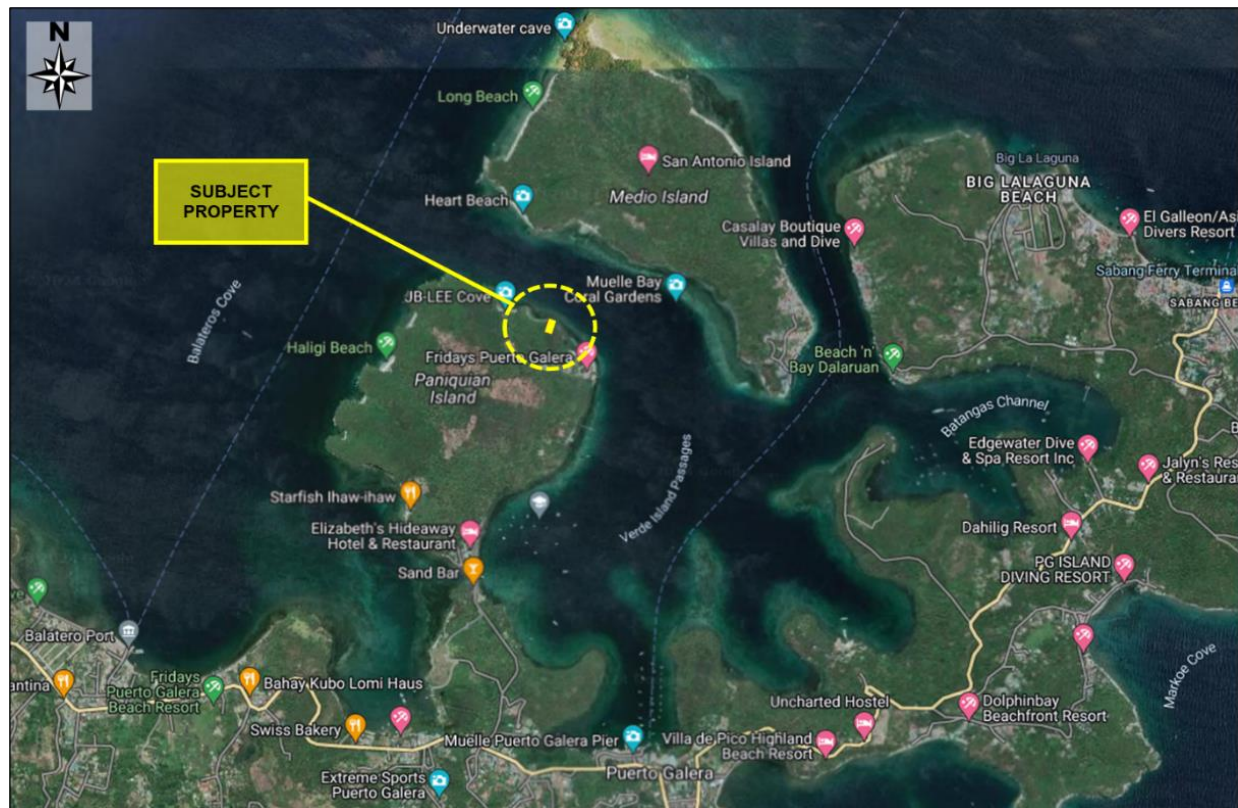 N
Underwater cave
Long Beach
San Antonio Island
Medio Island
Big La Laguna
BIG LALAGUNA
BEACH
SUBJECT
PROPERTY
Heart Beach
Casalay Boutique
Villas and Dive
El Galleon/Asi
Divers Resort
Sabang Ferry Terminal
SABANG BE
JB-LEE Cove
Muelle Bay
Coral Gardens
Balateros Cove
Haligi Beach
Fridays Puerto Galera
Paniquian
Island
Beach 'n'
Bay Dalaruan
Batangas Channel
Edgewater Dive
& Spa Resort Inc
Jalyn's Res
& Restaurant
Starfish Ihaw-ihaw
Elizabeth's Hideaway
Hotel & Restaurant
Verde Island Passages
Dahilig Resort
Sand Bar
PG ISLAND
DIVING RESORT
Balatero Port
Markoe Cove
antina
Fridays
Puerto Galera
Beach Resort
Bahay Kubo Lomi Haus
Swiss Bakery
Uncharted Hostel
Dolphinbay
Beachfront Resort
Muelle Puerto Galera Pier
Villa de Pico Highland
Beach Resort
Puerto Galera
Extreme Sports
Puerto Galera